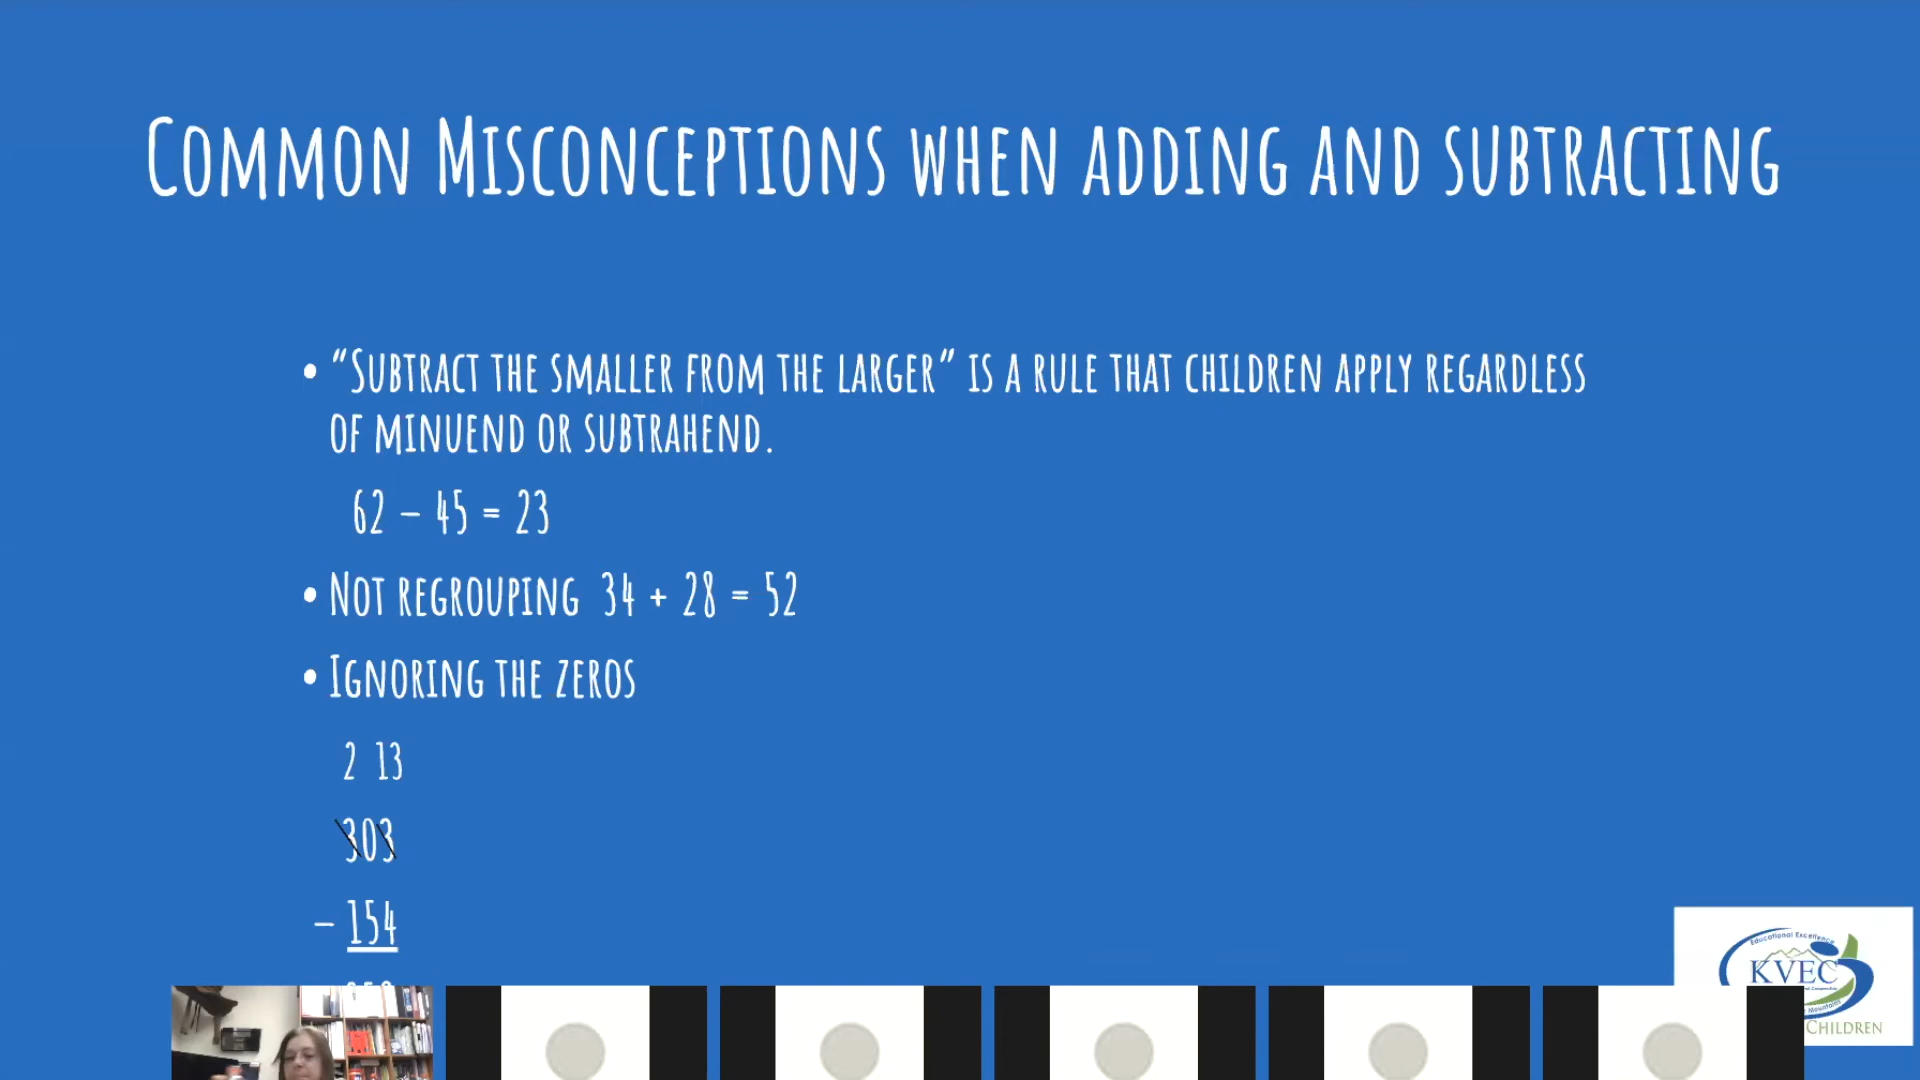 Common Misconceptions when adding and subtracting
• “Subtract the smaller from the larger” is a rule that children apply regardless
of minuend or subtrahend.
62 – 45 = 23
• Not regrouping 34 + 28 = 52
• Ignoring the zeros
2 13
303
– 154
Educational Excellence
KVEC
Children